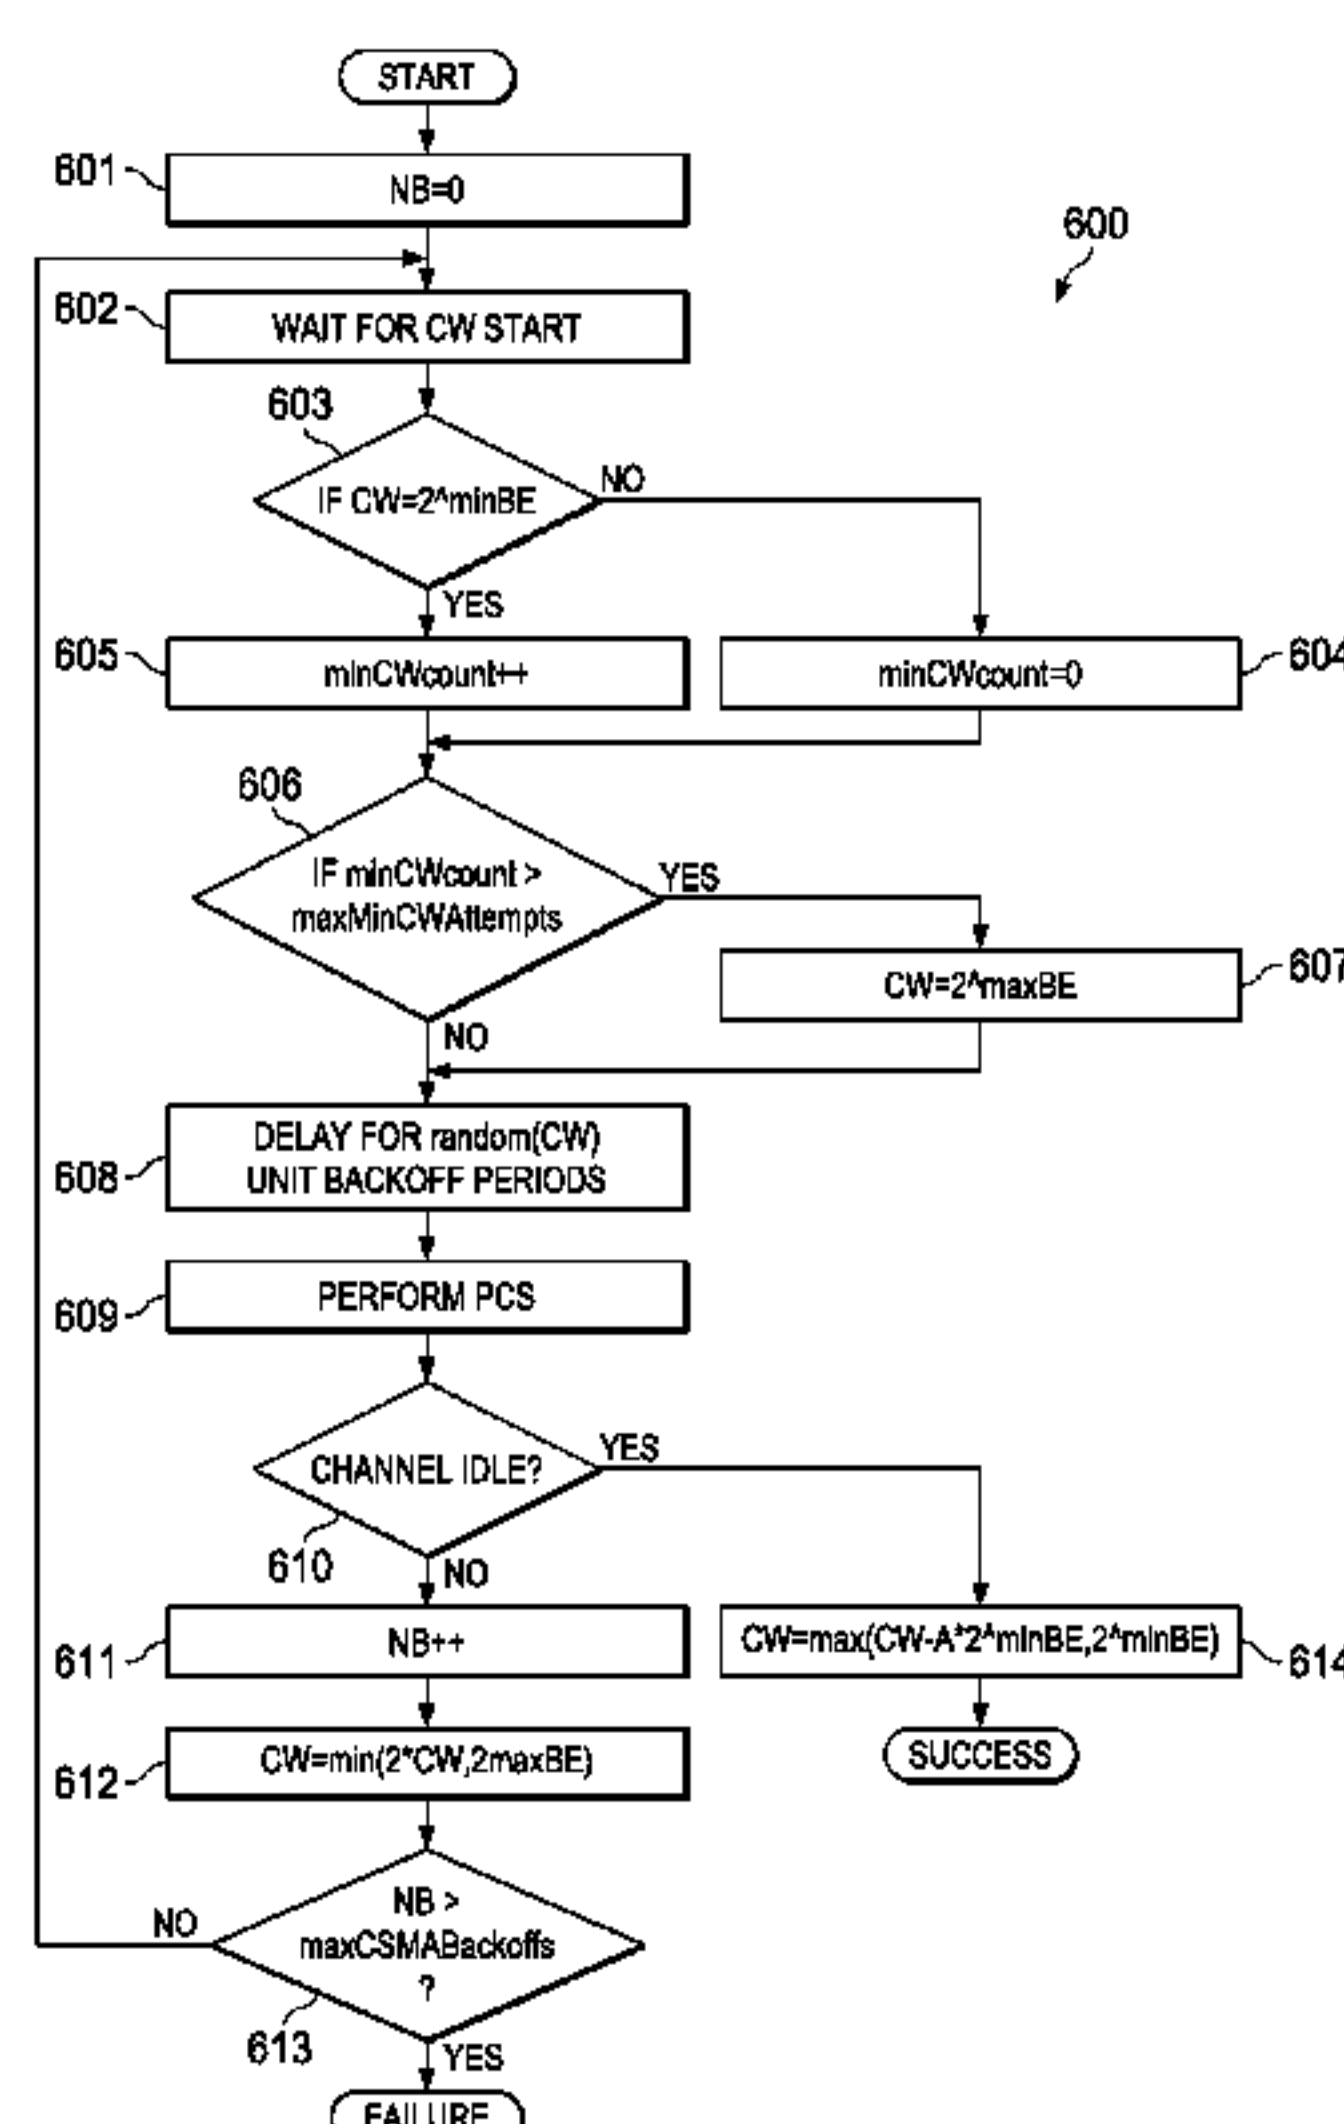 START
601
NB=0
600
602
WAIT FOR CW START
603
IF CW=2^minBE
NO
YES
605
minCWcount++
minCWcount=0
604
606
IF minCWcount >
maxMinCWAttempts
YES
CW=2^maxBE
607
NO
DELAY FOR random(CW)
UNIT BACKOFF PERIODS
608
PERFORM PCS
609
CHANNEL IDLE?
YES
610
NO
NB++
611
CW=max(CW-A*2^minBE,2^minBE)
614
CW=min(2*CW,2maxBE)
612
SUCCESS
NB >
maxCSMABackoffs
?
NO
613
YES
FAILURE